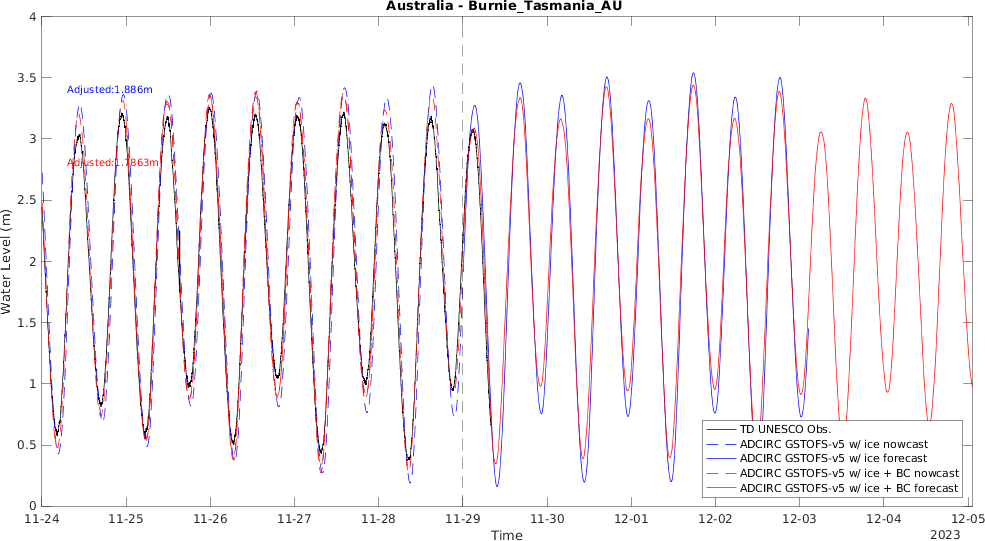 Australia - Burnie_Tasmania_AU
Water Level (m)
4
3.5
3
2.5
2
1.5
1
0.5
0
Adjusted:1.886m
Adjusted:1.7863m
TD UNESCO Obs.
ADCIRC GSTOFS-v5 w/ ice nowcast
ADCIRC GSTOFS-v5 w/ ice forecast
ADCIRC GSTOFS-v5 w/ ice + BC nowcast
ADCIRC GSTOFS-v5 w/ ice + BC forecast
11-24 11-25 11-26 11-27 11-28 11-29 11-30 12-01 12-02 12-03 12-04 12-05
Time
2023